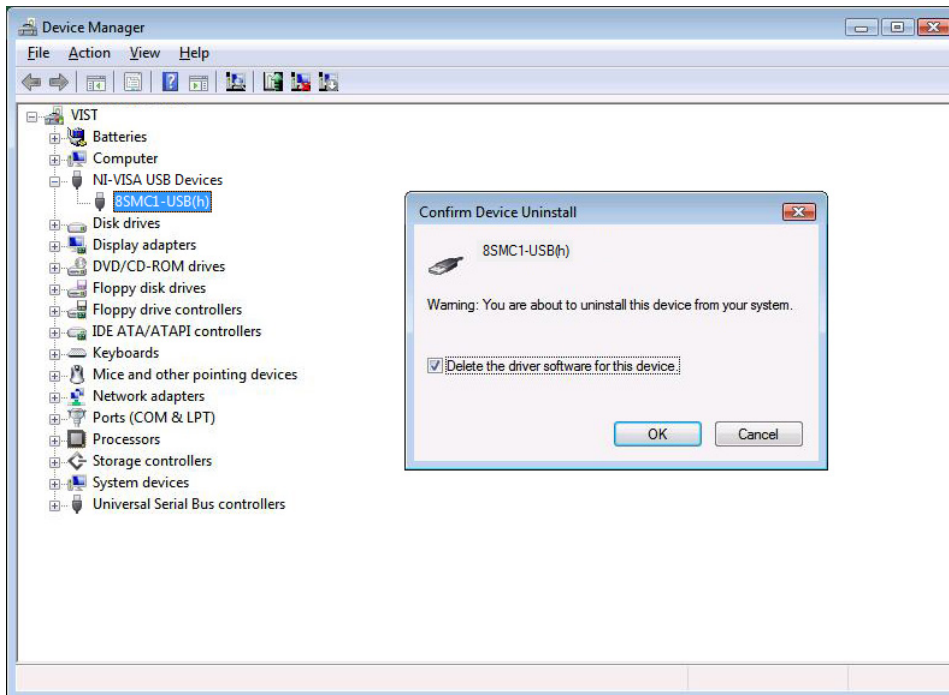 Device Manager
File Action View Help
VIST
Batteries
Computer
NI-VISA USB Devices
8SMC1-USB(h)
Disk drives
Display adapters
DVD/CD-ROM drives
Floppy disk drives
Floppy drive controllers
IDE ATA/ATAPI controllers
Keyboards
Mice and other pointing devices
Network adapters
Ports (COM & LPT)
Processors
Storage controllers
System devices
Universal Serial Bus controllers
Confirm Device Uninstall
8SMC1-USB(h)
Warning: You are about to uninstall this device from your system.
Delete the driver software for this device.
OK Cancel